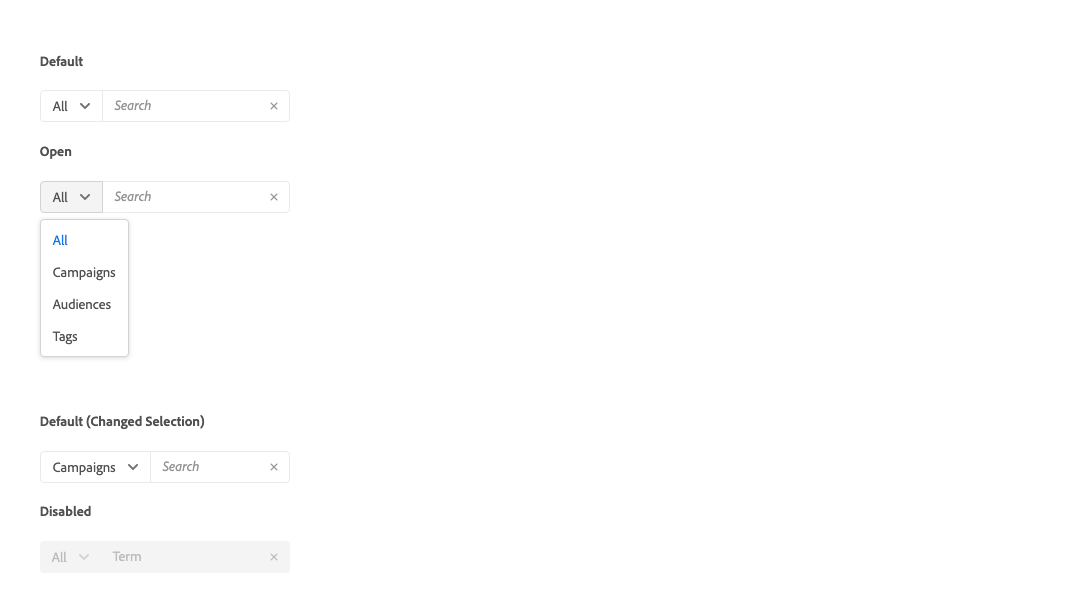 Default
All Search
Open
All Search
All
Campaigns
Audiences
Tags
Default (Changed Selection)
Campaigns Search
Disabled
All Term